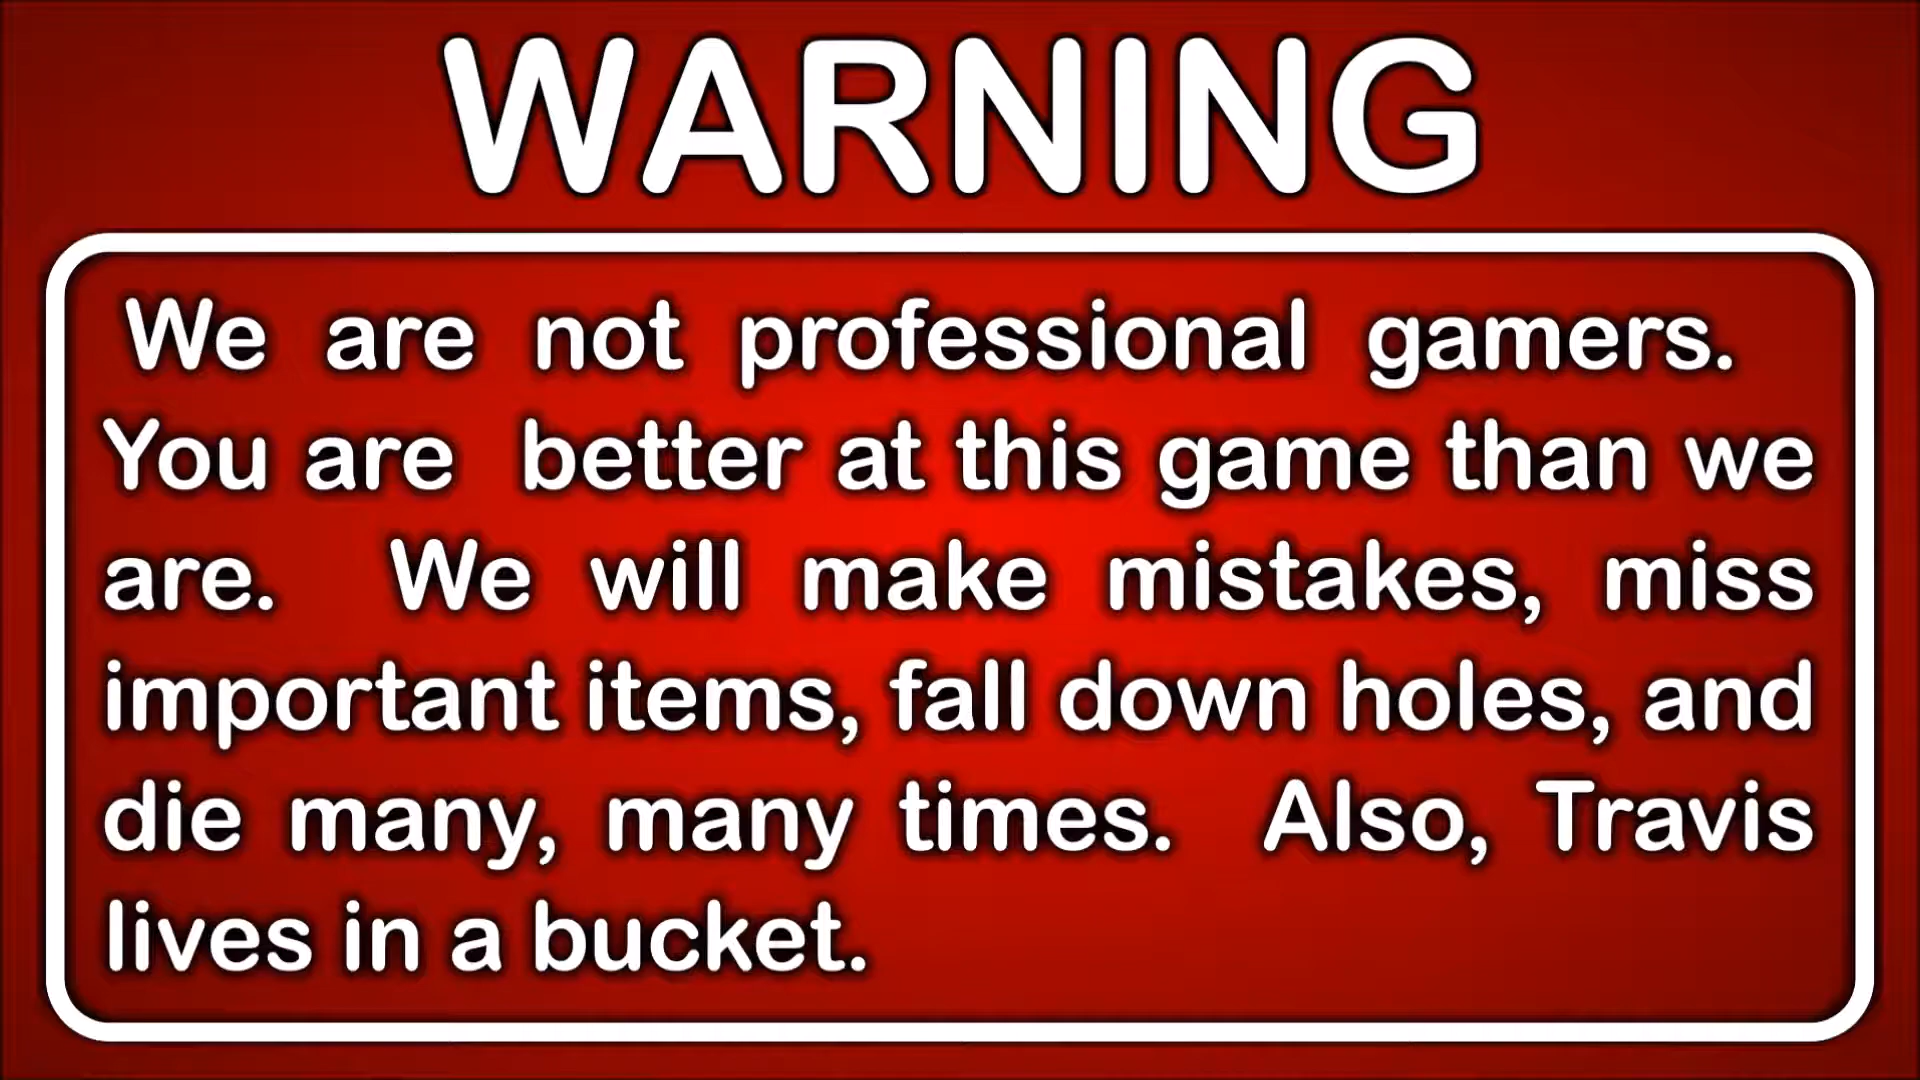 WARNING
We are not professional gamers.
You are better at this game than we
are. We will make mistakes, miss
important items, fall down holes, and
die many, many times. Also, Travis
lives in a bucket.